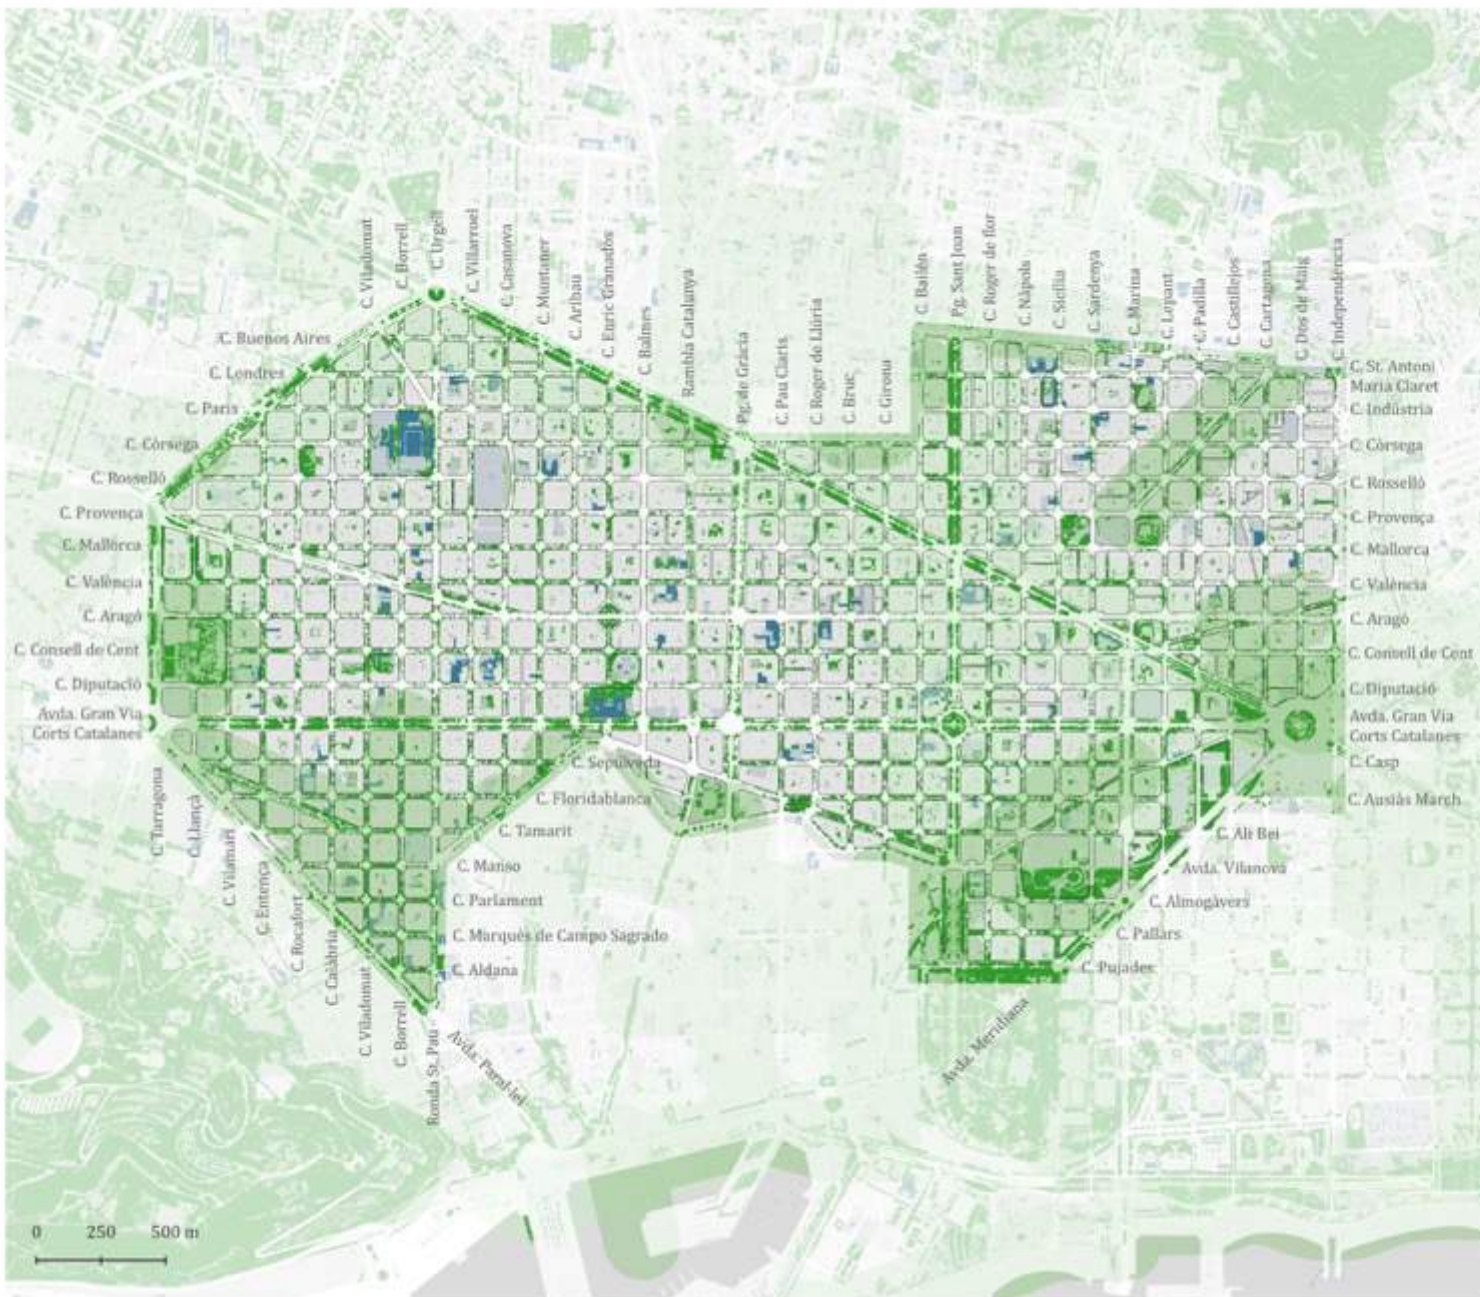 C. Viladomat
C. Borrell
C. Urgell
C. Villarruel
C. Casanova
C. Muntaner
C. Aribau
C. Enric Granados
C. Balmes
Rambla Catalunya
Pg. de Gràcia
C. Pau Claris
C. Roger de Llúria
C. Bruc
C. Girona
C. Bailén
Pg. Sant Joan
C. Roger de flor
C. Nàpols
C. Sicília
C. Sardenya
C. Marina
C. Lepant
C. Padilla
C. Castillejos
C. Cartagena
C. Dos de Maig
C. Independència
C. Buenos Aires
C. Londres
C. París
C. Còrsega
C. Rosselló
C. Provença
C. Mallorca
C. València
C. Aragó
C. Consell de Cent
C. Diputació
Avda. Gran Via
Corts Catalanes
C. St. Antoni
Maria Claret
C. Indústria
C. Còrsega
C. Rosselló
C. Provença
C. Mallorca
C. València
C. Aragó
C. Consell de Cent
C. Diputació
Avda. Gran Via
Corts Catalanes
C. Casp
C. Ausiàs March
C. Ali Bei
Avda. Vilanova
C. Almogàvers
C. Pallars
C. Pujades
Avda. Meridiana
C. Sepúlveda
C. Floridablanca
C. Tamarit
C. Manso
C. Parlament
C. Marquès de Campo Sagrado
C. Aldana
C. Tarragona
C. Llançà
C. Vilamarí
C. Entença
C. Rocafort
C. Calàbria
C. Viladomat
C. Borrell
Ronda St. Pau
Avda. Paral·lel
0 250 500 m